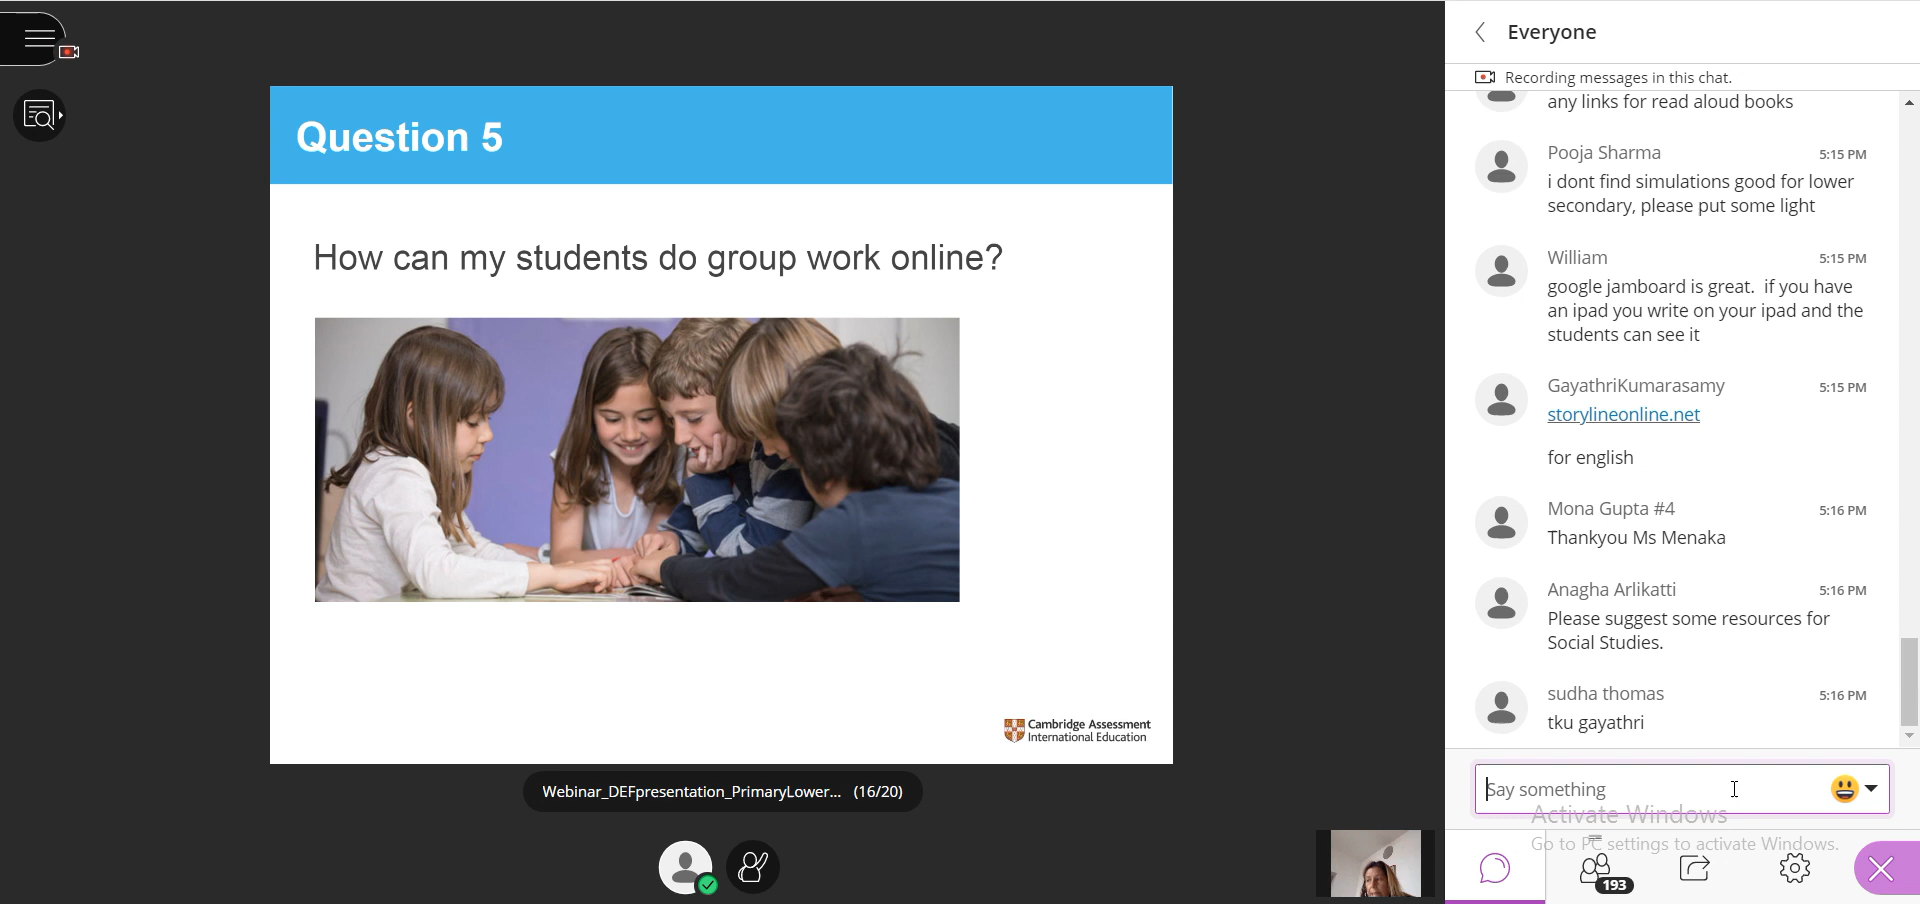 Question 5
How can my students do group work online?
Cambridge Assessment
International Education
Webinar_DEFpresentation_PrimaryLower... (16/20)
Everyone
Recording messages in this chat.
any links for read aloud books
Pooja Sharma 5:15 PM
i dont find simulations good for lower
secondary, please put some light
William 5:15 PM
google jamboard is great. if you have
an ipad you write on your ipad and the
students can see it
GayathriKumarasamy 5:15 PM
storylineonline.net
for english
Mona Gupta #4 5:16 PM
Thankyou Ms Menaka
Anagha Arlikatti 5:16 PM
Please suggest some resources for
Social Studies.
sudha thomas 5:16 PM
tku gayathri
Say something
Activate Windows
Go to PC settings to activate Windows.
193